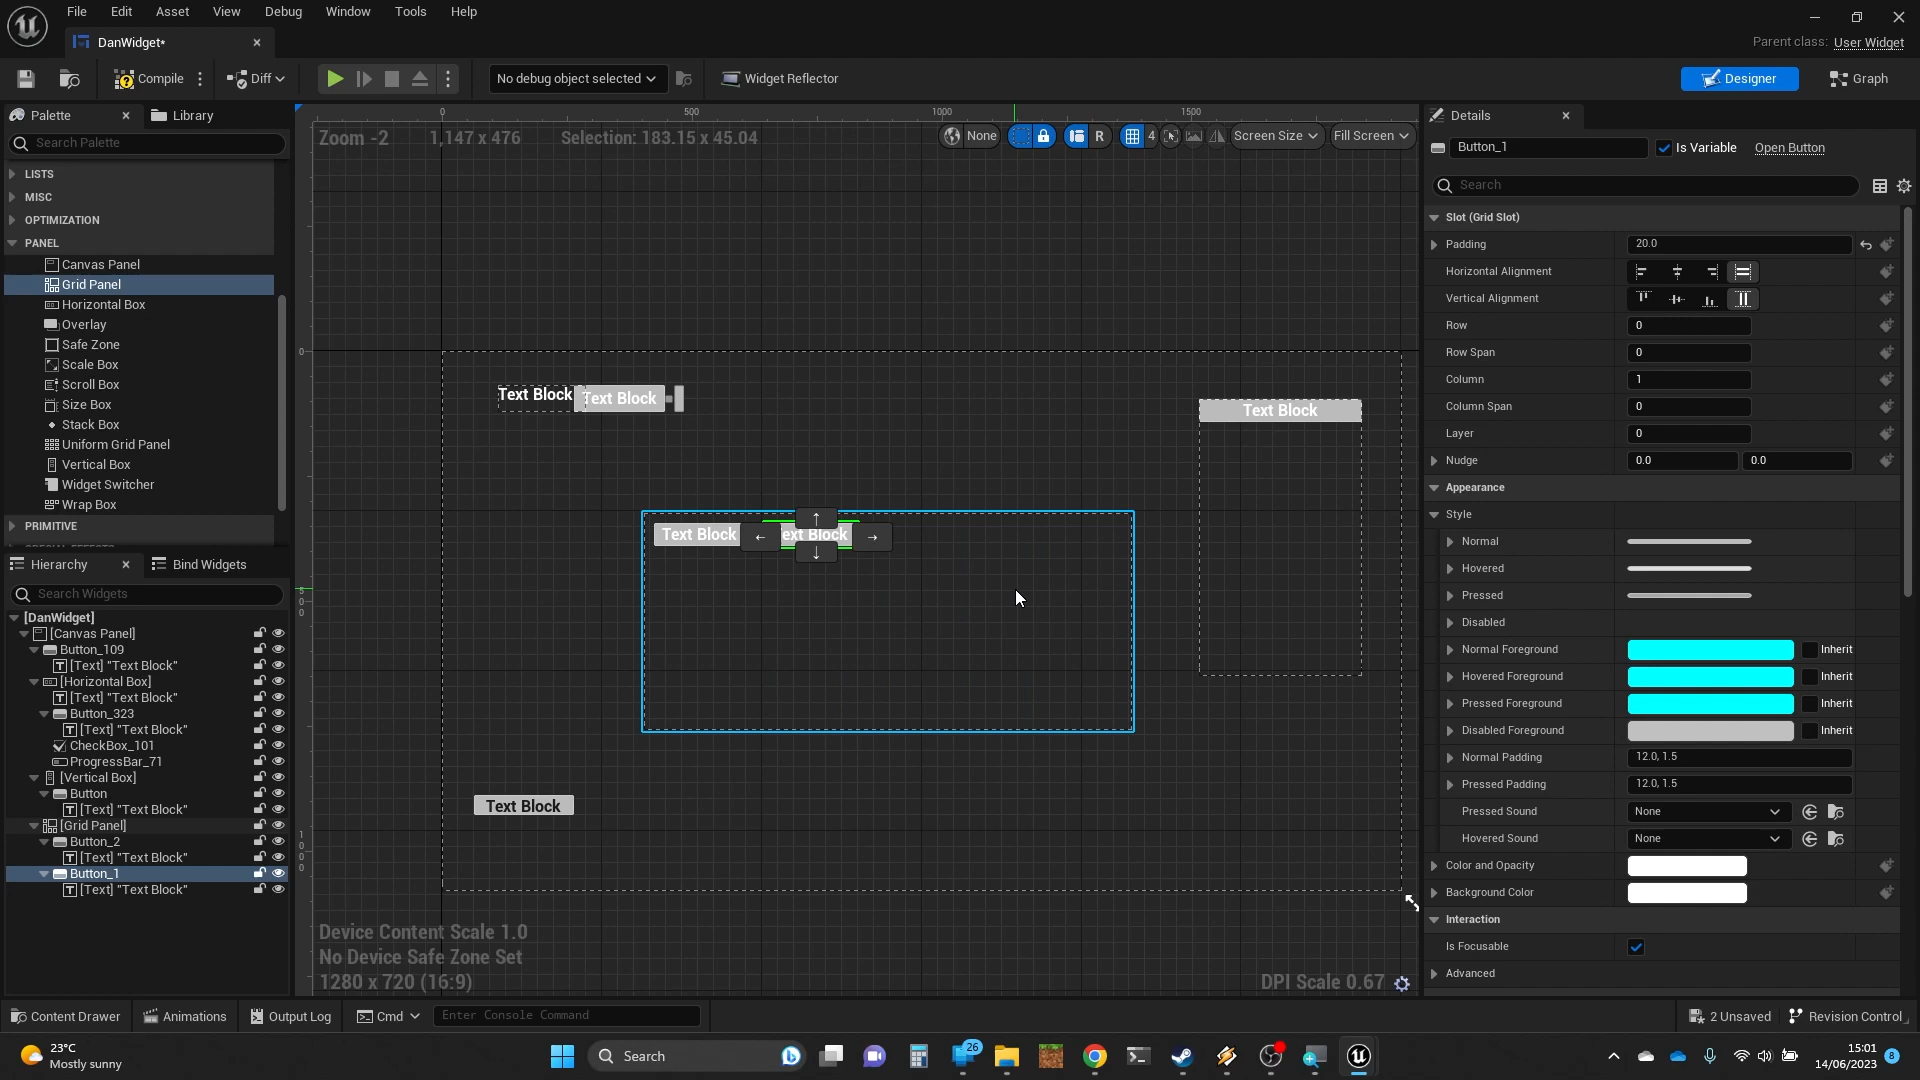 File Edit Asset View Debug Window Tools Help
DanWidget*
Parent class: User Widget
Compile Diff No debug object selected Widget Reflector Designer Graph
Palette Library
Search Palette
LISTS
MISC
OPTIMIZATION
PANEL
Canvas Panel
Grid Panel
Horizontal Box
Overlay
Safe Zone
Scale Box
Scroll Box
Size Box
Stack Box
Uniform Grid Panel
Vertical Box
Widget Switcher
Wrap Box
PRIMITIVE
Hierarchy Bind Widgets
Search Widgets
[DanWidget]
[Canvas Panel]
Button_109
[Text] "Text Block"
[Horizontal Box]
[Text] "Text Block"
Button_323
[Text] "Text Block"
CheckBox_101
ProgressBar_71
[Vertical Box]
Button
[Text] "Text Block"
[Grid Panel]
Button_2
[Text] "Text Block"
Button_1
[Text] "Text Block"
0 500 1000 1500
Zoom -2 1,147 x 476 Selection: 183.15 x 45.04
None R 4 Screen Size Fill Screen
0
Text Block Text Block
Text Block
Text Block ext Block
500
Text Block
1000
Device Content Scale 1.0
No Device Safe Zone Set
1280 x 720 (16:9)
DPI Scale 0.67
Details
Button_1 Is Variable Open Button
Search
Slot (Grid Slot)
Padding 20.0
Horizontal Alignment
Vertical Alignment
Row 0
Row Span 0
Column 1
Column Span 0
Layer 0
Nudge 0.0 0.0
Appearance
Style
Normal
Hovered
Pressed
Disabled
Normal Foreground Inherit
Hovered Foreground Inherit
Pressed Foreground Inherit
Disabled Foreground Inherit
Normal Padding 12.0, 1.5
Pressed Padding 12.0, 1.5
Pressed Sound None
Hovered Sound None
Color and Opacity
Background Color
Interaction
Is Focusable
Advanced
Content Drawer Animations Output Log Cmd Enter Console Command 2 Unsaved Revision Control
23°C
Mostly sunny
Search
26
15:01
14/06/2023
8